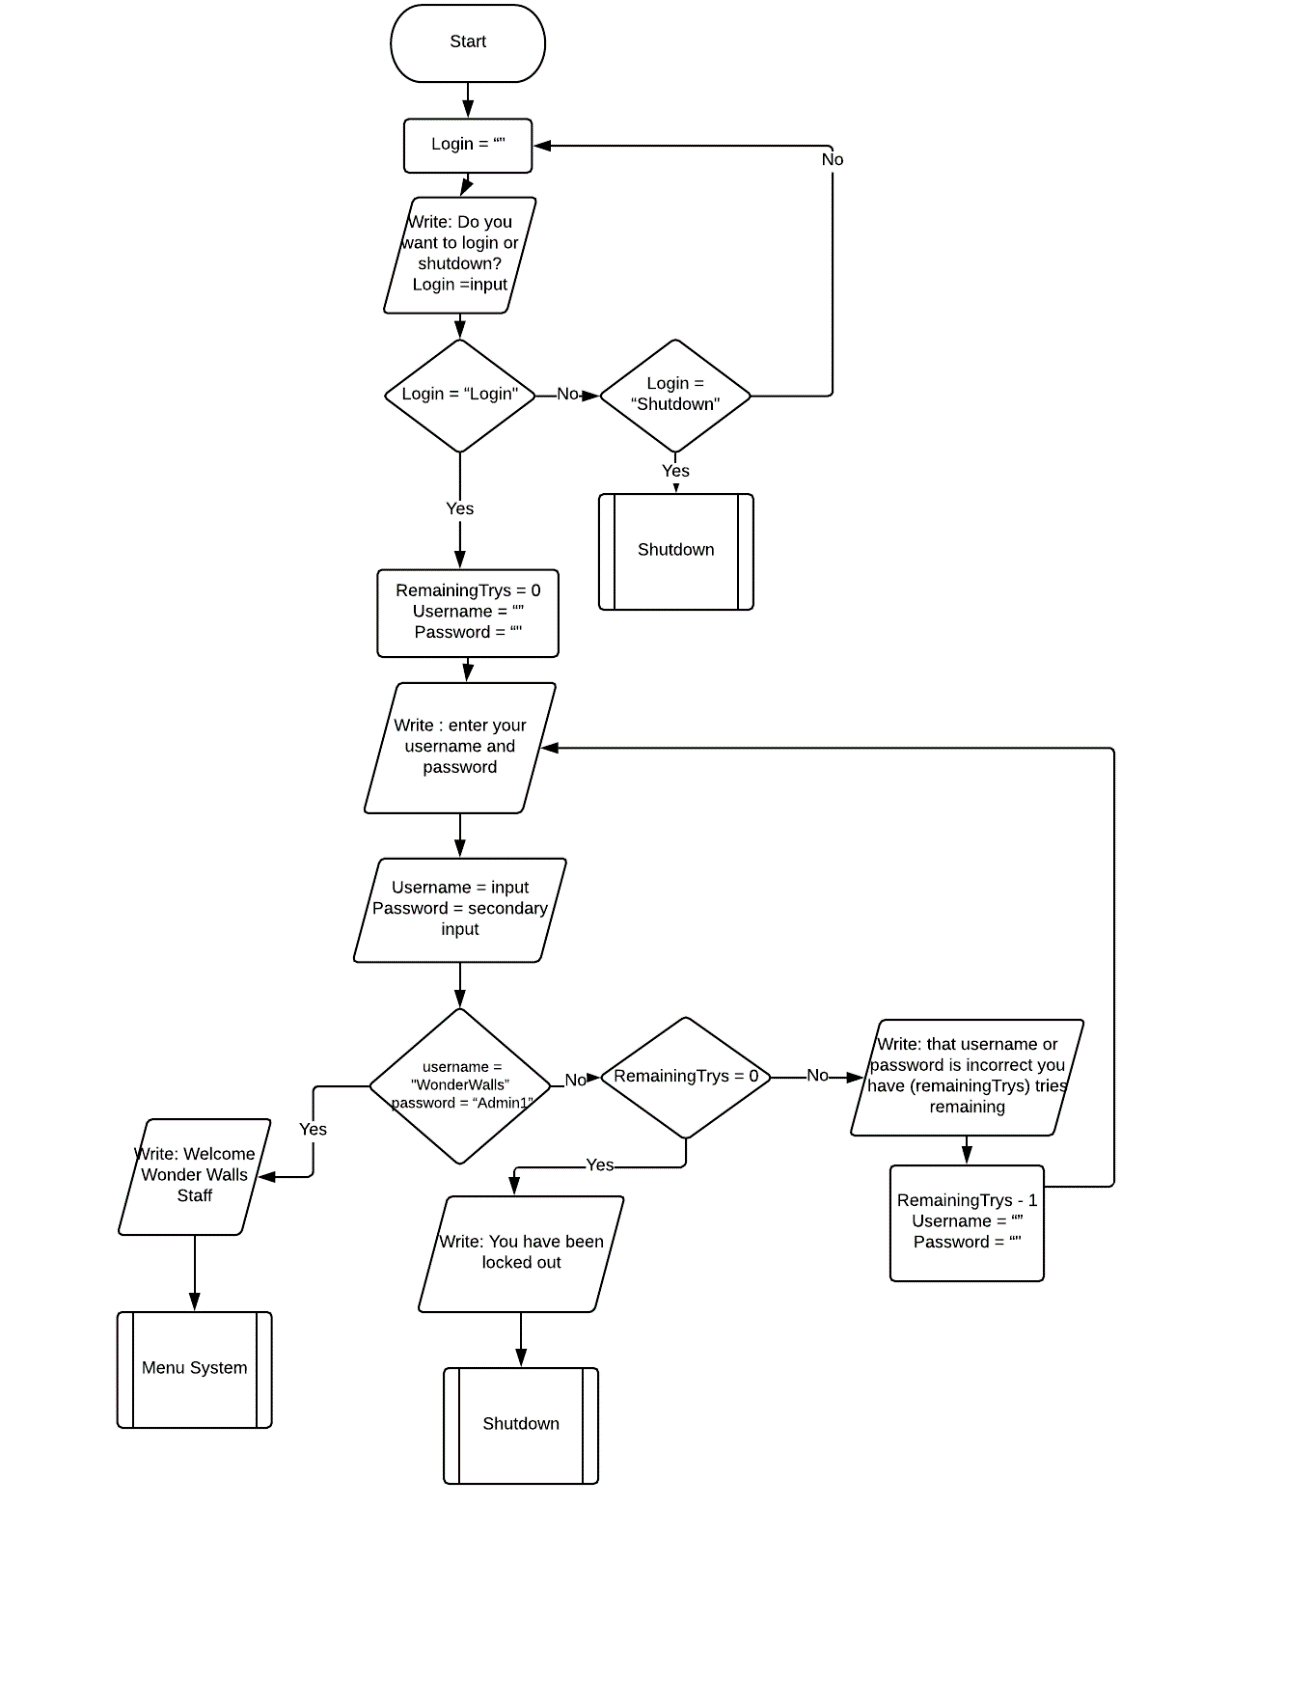 Start
Login = “”
No
Write: Do you
want to login or
shutdown?
Login =input
Login = “Login"
No
Login =
“Shutdown"
Yes
Yes
Shutdown
RemainingTrys = 0
Username = “”
Password = “"
Write : enter your
username and
password
Username = input
Password = secondary
input
username =
"WonderWalls”
password = “Admin1”
No
RemainingTrys = 0
No
Write: that username or
password is incorrect you
have (remainingTrys) tries
remaining
Yes
Write: Welcome
Wonder Walls
Staff
Yes
Write: You have been
locked out
RemainingTrys - 1
Username = “”
Password = “”
Menu System
Shutdown